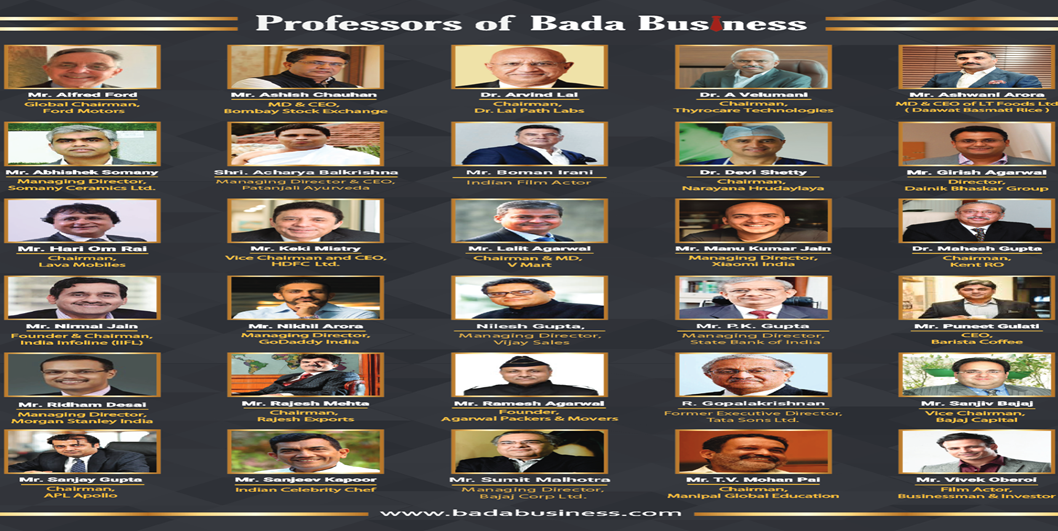 Professors of Bada Business
Mr. Alfred Ford
Global Chairman,
Ford Motors
Mr. Ashish Chauhan
MD & CEO,
Bombay Stock Exchange
Dr. Arvind Lal
Chairman,
Dr. Lal Path Labs
Dr. A Velumani
Chairman,
Thyrocare Technologies
Mr. Ashwani Arora
MD & CEO of LT Foods Ltd
( Daawat Basmati Rice )
Mr. Abhishek Somany
Managing Director,
Somany Ceramics Ltd.
Shri. Acharya Balkrishna
Managing Director & CEO,
Patanjali Ayurveda
Mr. Boman Irani
Indian Film Actor
Dr. Devi Shetty
Chairman,
Narayana Hrudaylaya
Mr. Girish Agarwal
Director,
Dainik Bhaskar Group
Mr. Hari Om Rai
Chairman,
Lava Mobiles
Mr. Keki Mistry
Vice Chairman and CEO,
HDFC Ltd.
Mr. Lalit Agarwal
Chairman & MD,
V Mart
Mr. Manu Kumar Jain
Managing Director,
Xiaomi India
Dr. Mahesh Gupta
Chairman,
Kent RO
Mr. Nirmal Jain
Founder & Chairman,
India Infoline (IIFL)
Mr. Nikhil Arora
Managing Director,
GoDaddy India
Nilesh Gupta,
Managing Director,
Vijay Sales
Mr. P.K. Gupta
Managing Director,
State Bank of India
Mr. Puneet Gulati
CEO,
Barista Coffee
Mr. Ridham Desai
Managing Director,
Morgan Stanley India
Mr. Rajesh Mehta
Chairman,
Rajesh Exports
Mr. Ramesh Agarwal
Founder,
Agarwal Packers & Movers
R. Gopalakrishnan
Former Executive Director,
Tata Sons Ltd.
Mr. Sanjiv Bajaj
Vice Chairman,
Bajaj Capital
Mr. Sanjay Gupta
Chairman,
APL Apollo
Mr. Sanjeev Kapoor
Indian Celebrity Chef
Mr. Sumit Malhotra
Managing Director,
Bajaj Corp Ltd.
Mr. T.V. Mohan Pai
Chairman,
Manipal Global Education
Mr. Vivek Oberoi
Film Actor,
Businessman & Investor
www.badabusiness.com